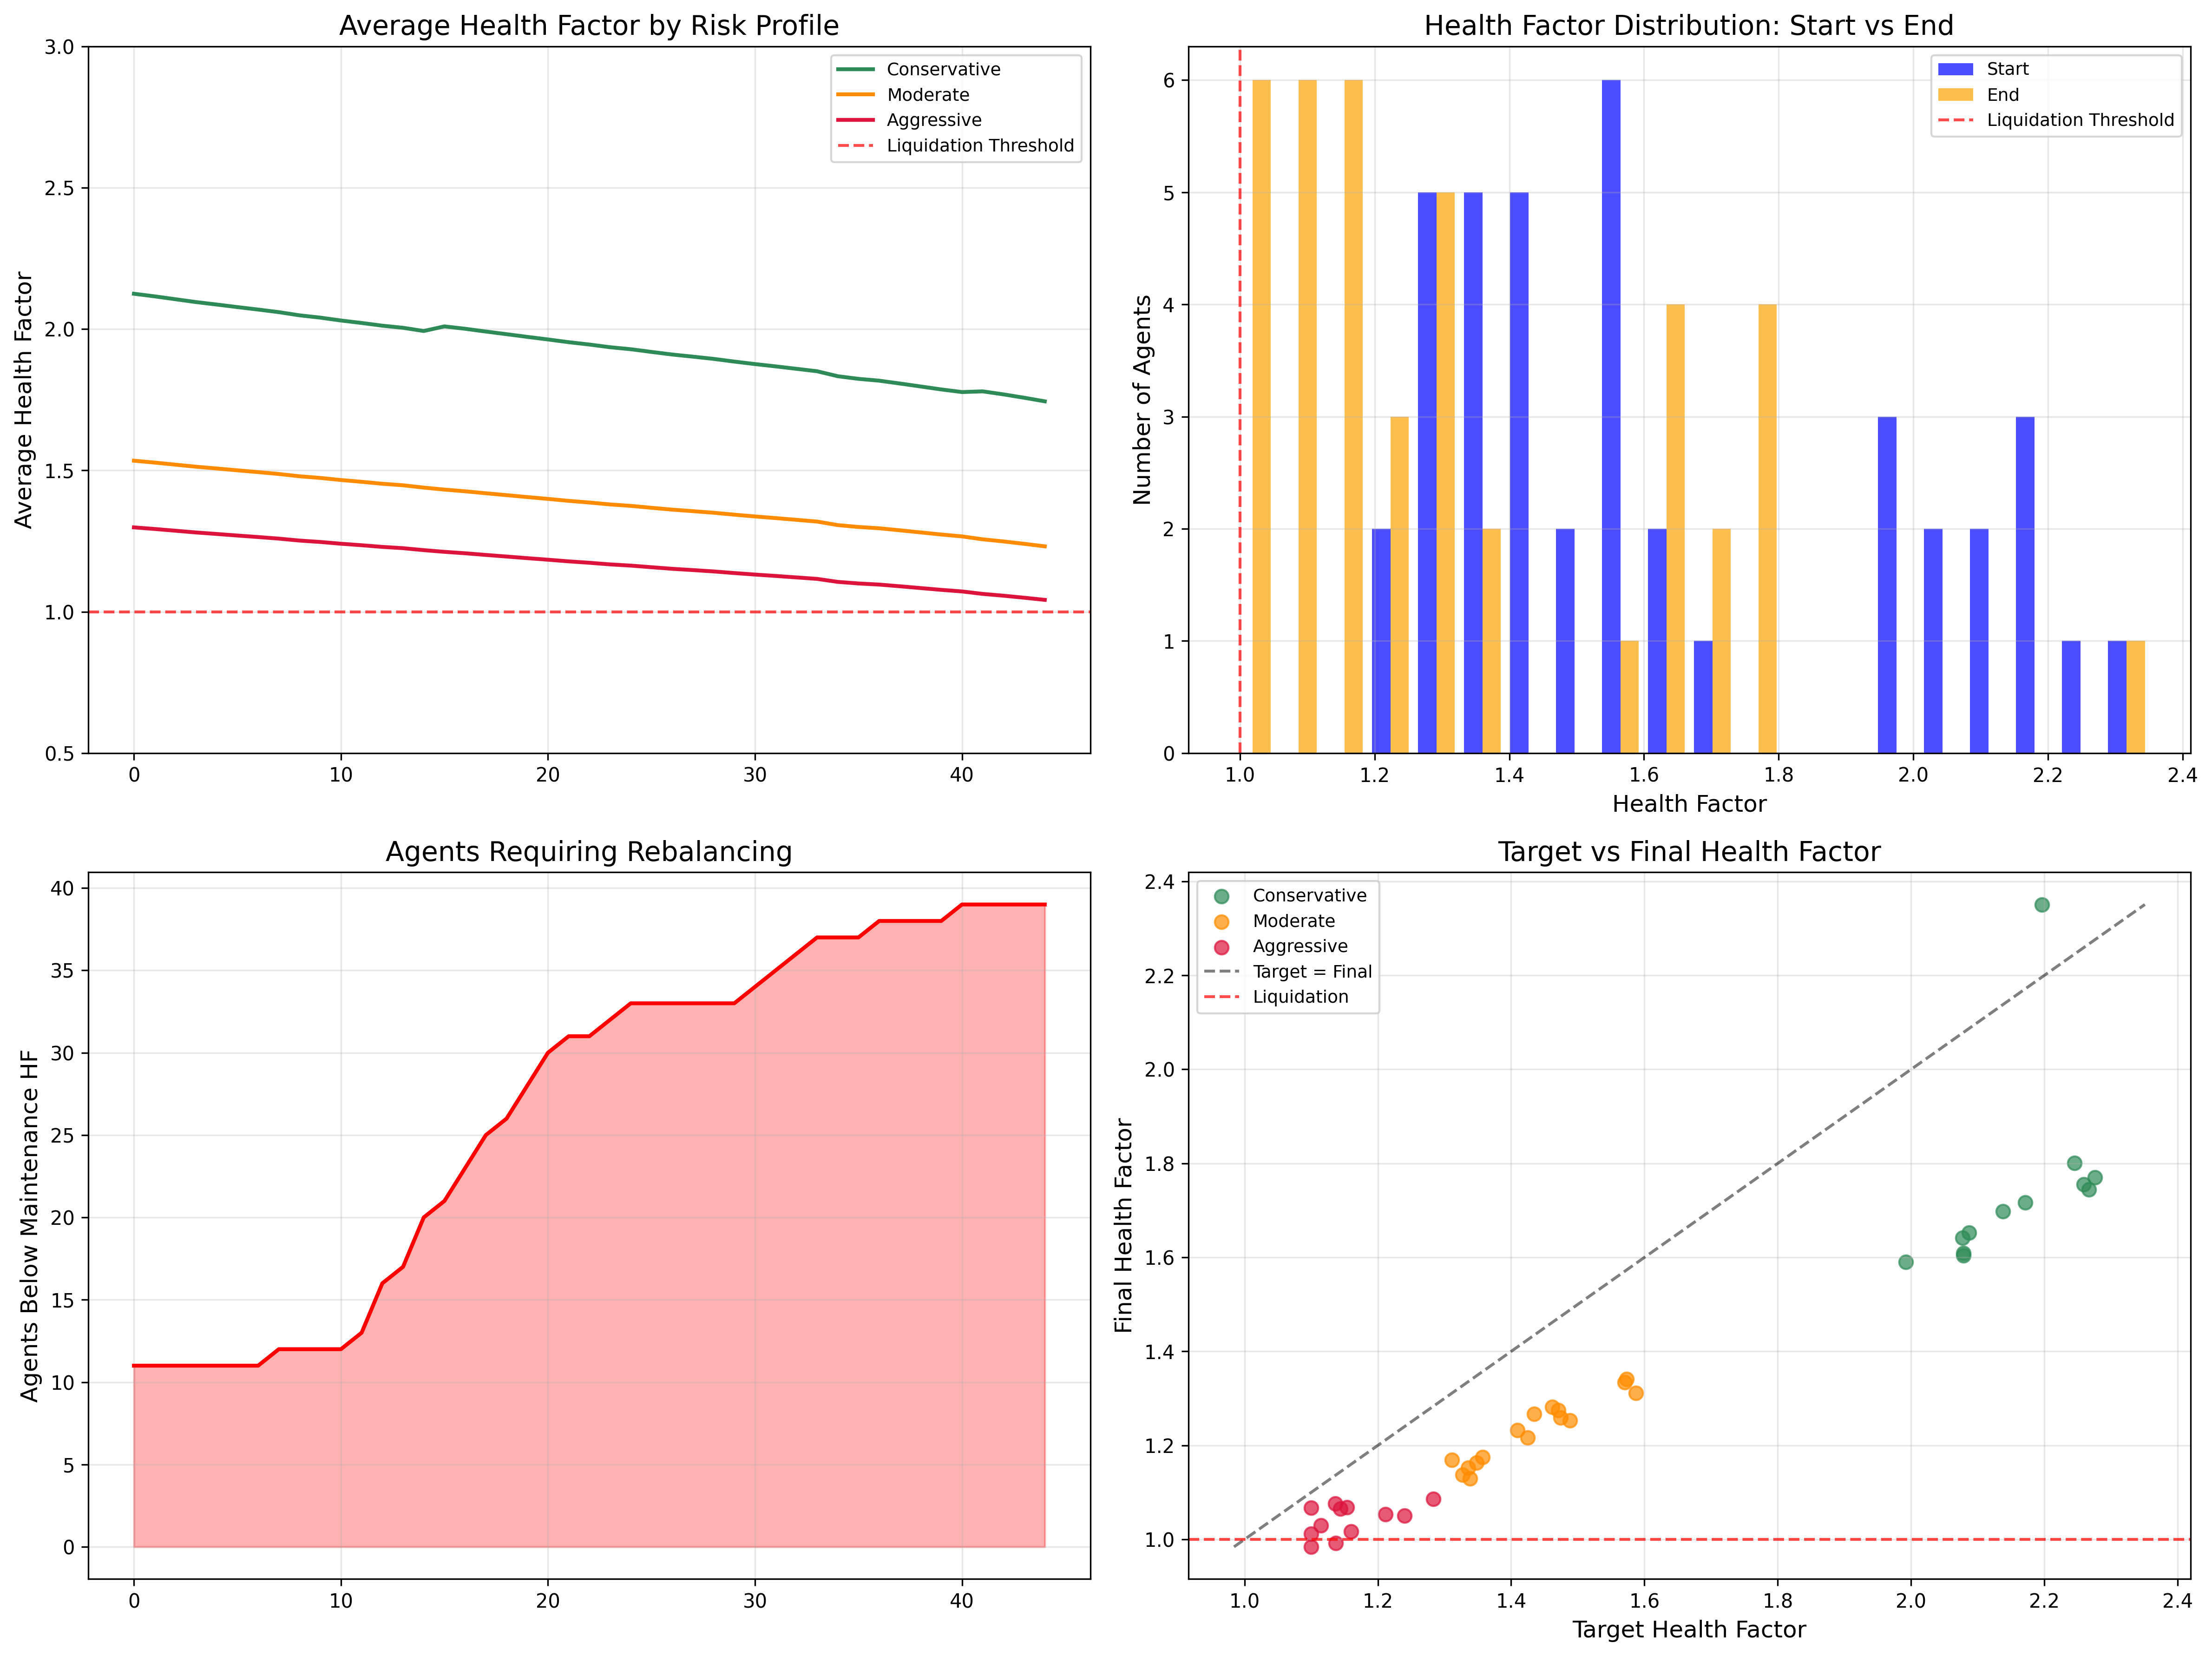 Average Health Factor by Risk Profile
Average Health Factor
3.0
2.5
2.0
1.5
1.0
0.5
0 10 20 30 40
Conservative
Moderate
Aggressive
Liquidation Threshold
Health Factor Distribution: Start vs End
Number of Agents
6
5
4
3
2
1
0
1.0 1.2 1.4 1.6 1.8 2.0 2.2 2.4
Health Factor
Start
End
Liquidation Threshold
Agents Requiring Rebalancing
Agents Below Maintenance HF
40
35
30
25
20
15
10
5
0
0 10 20 30 40
Target vs Final Health Factor
Final Health Factor
2.4
2.2
2.0
1.8
1.6
1.4
1.2
1.0
1.0 1.2 1.4 1.6 1.8 2.0 2.2 2.4
Target Health Factor
Conservative
Moderate
Aggressive
Target = Final
Liquidation